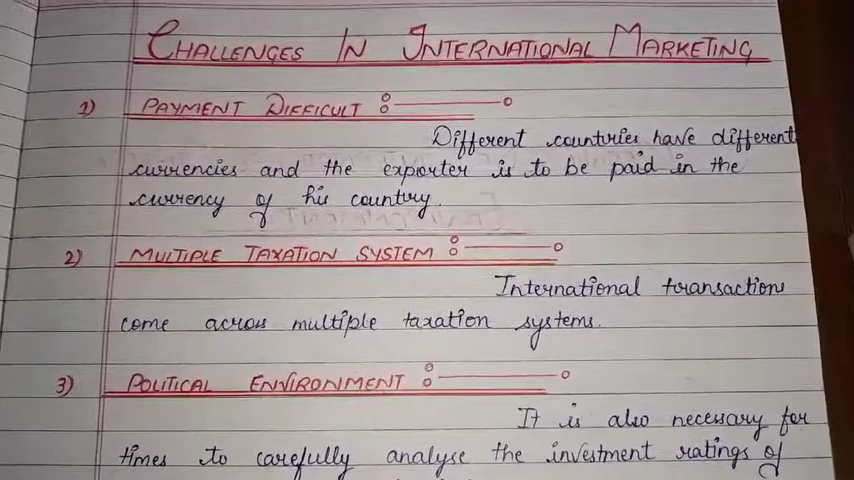 CHALLENGES IN INTERNATIONAL MARKETING
1) PAYMENT DIFFICULT :-
Different countries have different
currencies and the exporter is to be paid in the
currency of his country.
2) MULTIPLE TAXATION SYSTEM :-
International transactions
come across multiple taxation systems.
3) POLITICAL ENVIRONMENT :-
It is also necessary for
times to carefully analyse the investment ratings of